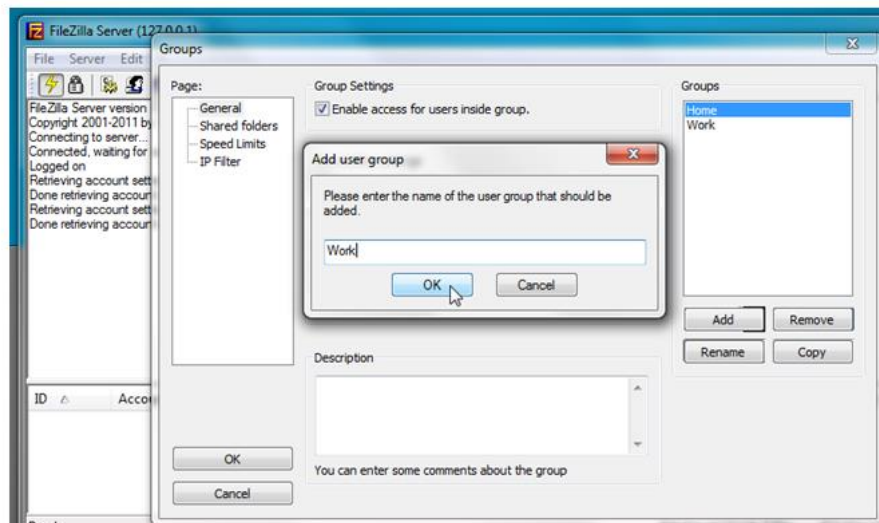 FileZilla Server (127.0.0.1)
File Server Edit
FileZilla Server version
Copyright 2001-2011 by
Connecting to server...
Connected, waiting for
Logged on
Retrieving account sett
Done retrieving accoun
Retrieving account sett
Done retrieving accoun
ID
Accou
Groups
Page:
General
Shared folders
Speed Limits
IP Filter
OK
Cancel
Group Settings
Enable access for users inside group.
Add user group
Please enter the name of the user group that should be
added.
Work
OK
Cancel
Description
You can enter some comments about the group
Groups
Home
Work
Add
Remove
Rename
Copy